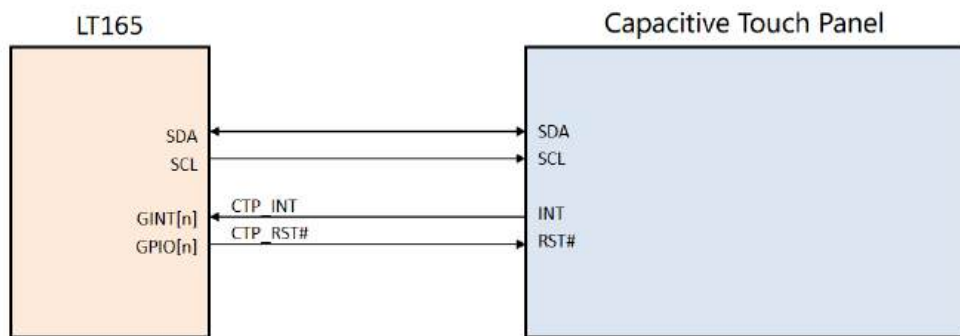 LT165
Capacitive Touch Panel
SDA
SDA
SCL
SCL
GINT[n]
CTP_INT
INT
GPIO[n]
CTP_RST#
RST#